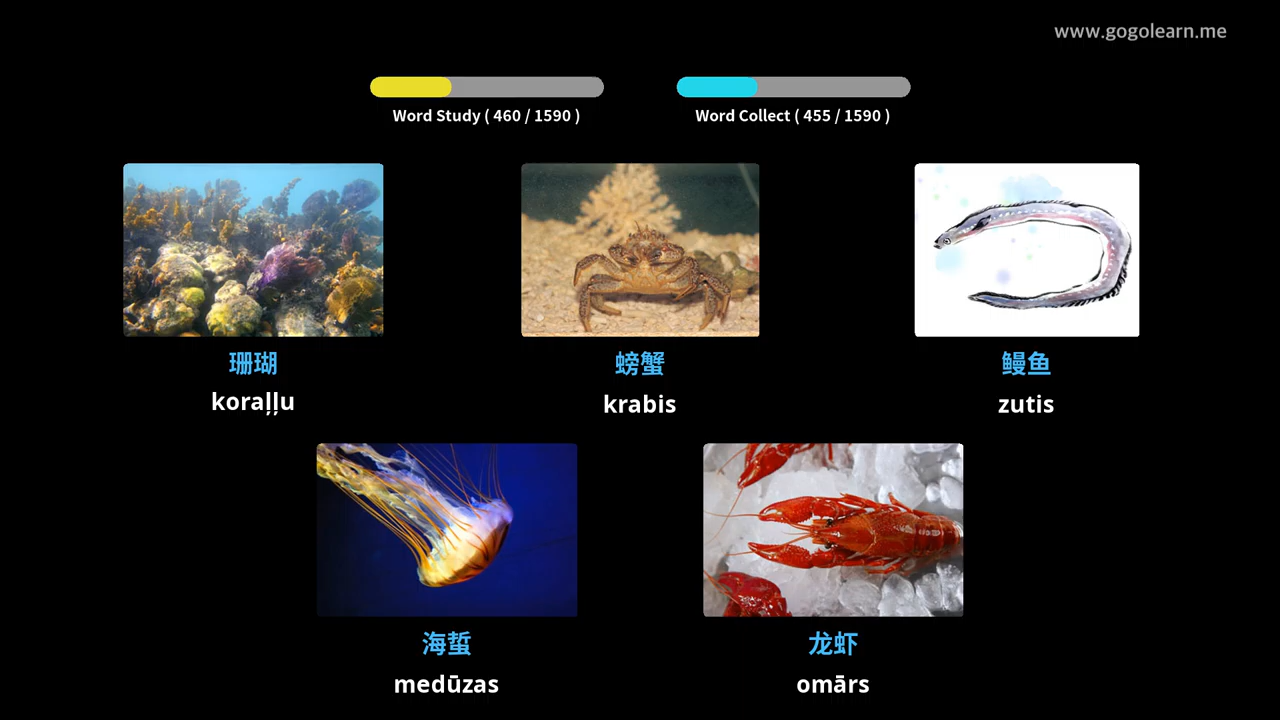 www.gogolearn.me
Word Study ( 460 / 1590 )
Word Collect ( 455 / 1590 )
珊瑚
koraļļu
螃蟹
krabis
鳗鱼
zutis
海蜇
medūzas
龙虾
omārs